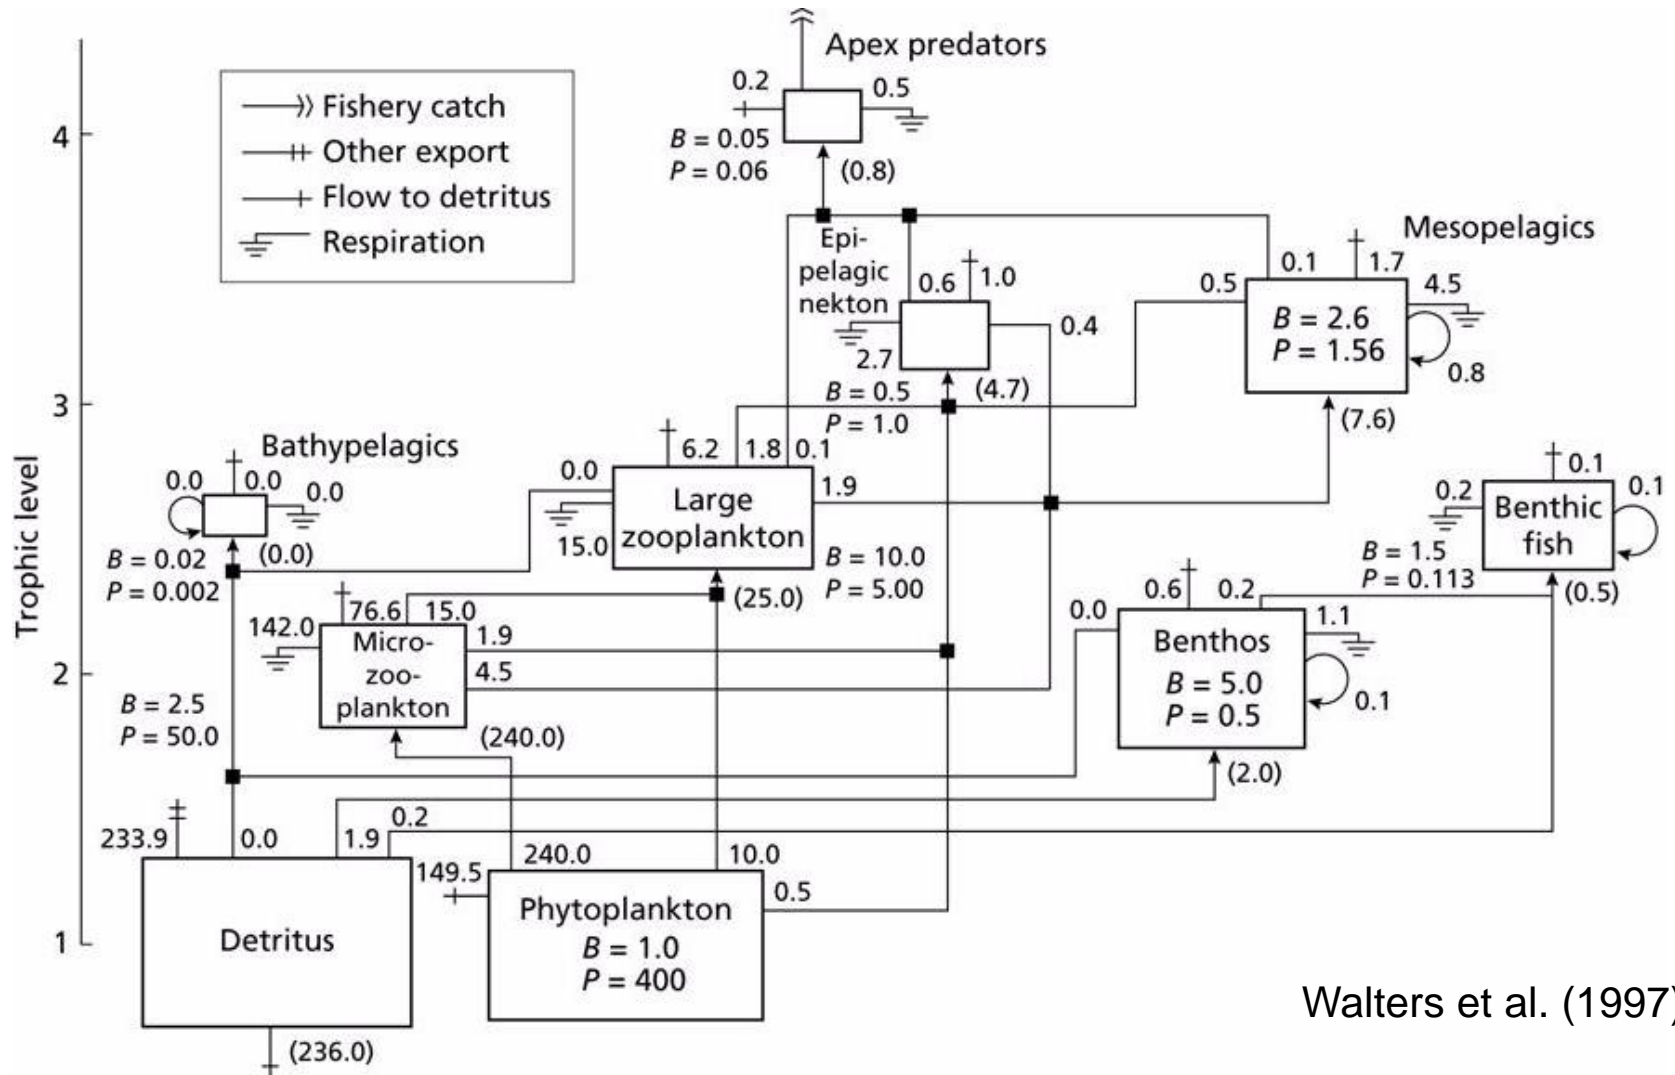 Fishery catch
Other export
Flow to detritus
Respiration
Trophic level
4
3
2
1
Apex predators
0.2
0.5
B = 0.05
P = 0.06
(0.8)
Epi-
pelagic
nekton
0.6
1.0
0.4
2.7
(4.7)
B = 0.5
P = 1.0
Mesopelagics
0.5
0.1
1.7
4.5
B = 2.6
P = 1.56
0.8
(7.6)
Bathypelagics
0.0
0.0
0.0
(0.0)
B = 0.02
P = 0.002
0.0
6.2
1.8
0.1
1.9
Large
zooplankton
15.0
B = 10.0
P = 5.00
(25.0)
0.1
0.2
0.1
Benthic
fish
B = 1.5
P = 0.113
(0.5)
142.0
76.6
15.0
1.9
4.5
Micro-
zoo-
plankton
B = 2.5
P = 50.0
(240.0)
0.0
0.6
0.2
1.1
Benthos
B = 5.0
P = 0.5
0.1
(2.0)
233.9
0.0
1.9
0.2
Detritus
(236.0)
149.5
240.0
10.0
0.5
Phytoplankton
B = 1.0
P = 400
Walters et al. (1997)